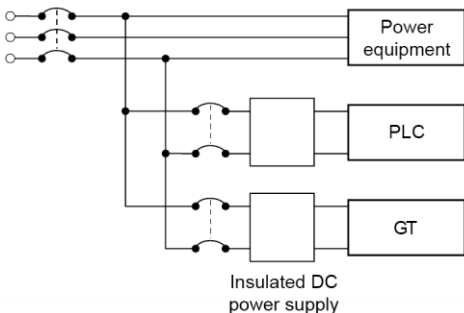 Power
equipment
PLC
GT
Insulated DC
power supply